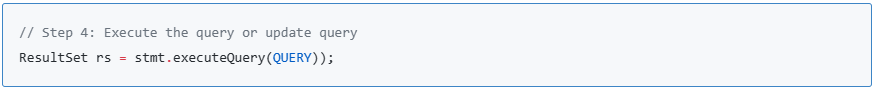 // Step 4: Execute the query or update query
ResultSet rs = stmt.executeQuery(QUERY));